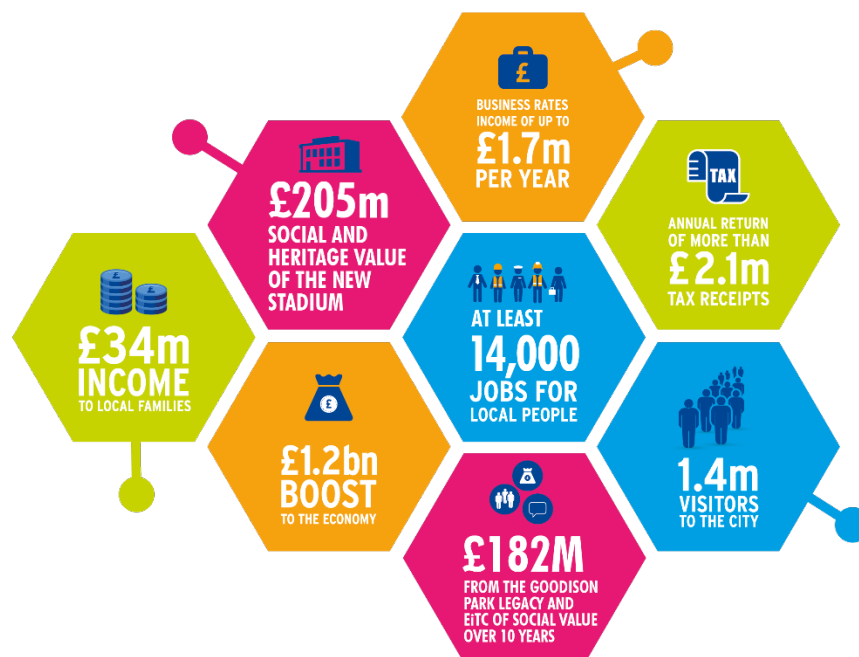 £
BUSINESS RATES
INCOME OF UP TO
£1.7m
PER YEAR
£205m
SOCIAL AND
HERITAGE VALUE
OF THE NEW
STADIUM
TAX
ANNUAL RETURN
OF MORE THAN
£2.1m
TAX RECEIPTS
£
£
£34m
INCOME
TO LOCAL FAMILIES
AT LEAST
14,000
JOBS FOR
LOCAL PEOPLE
£
£1.2bn
BOOST
TO THE ECONOMY
1.4m
VISITORS
TO THE CITY
£182M
FROM THE GOODISON
PARK LEGACY AND
EiTC OF SOCIAL VALUE
OVER 10 YEARS